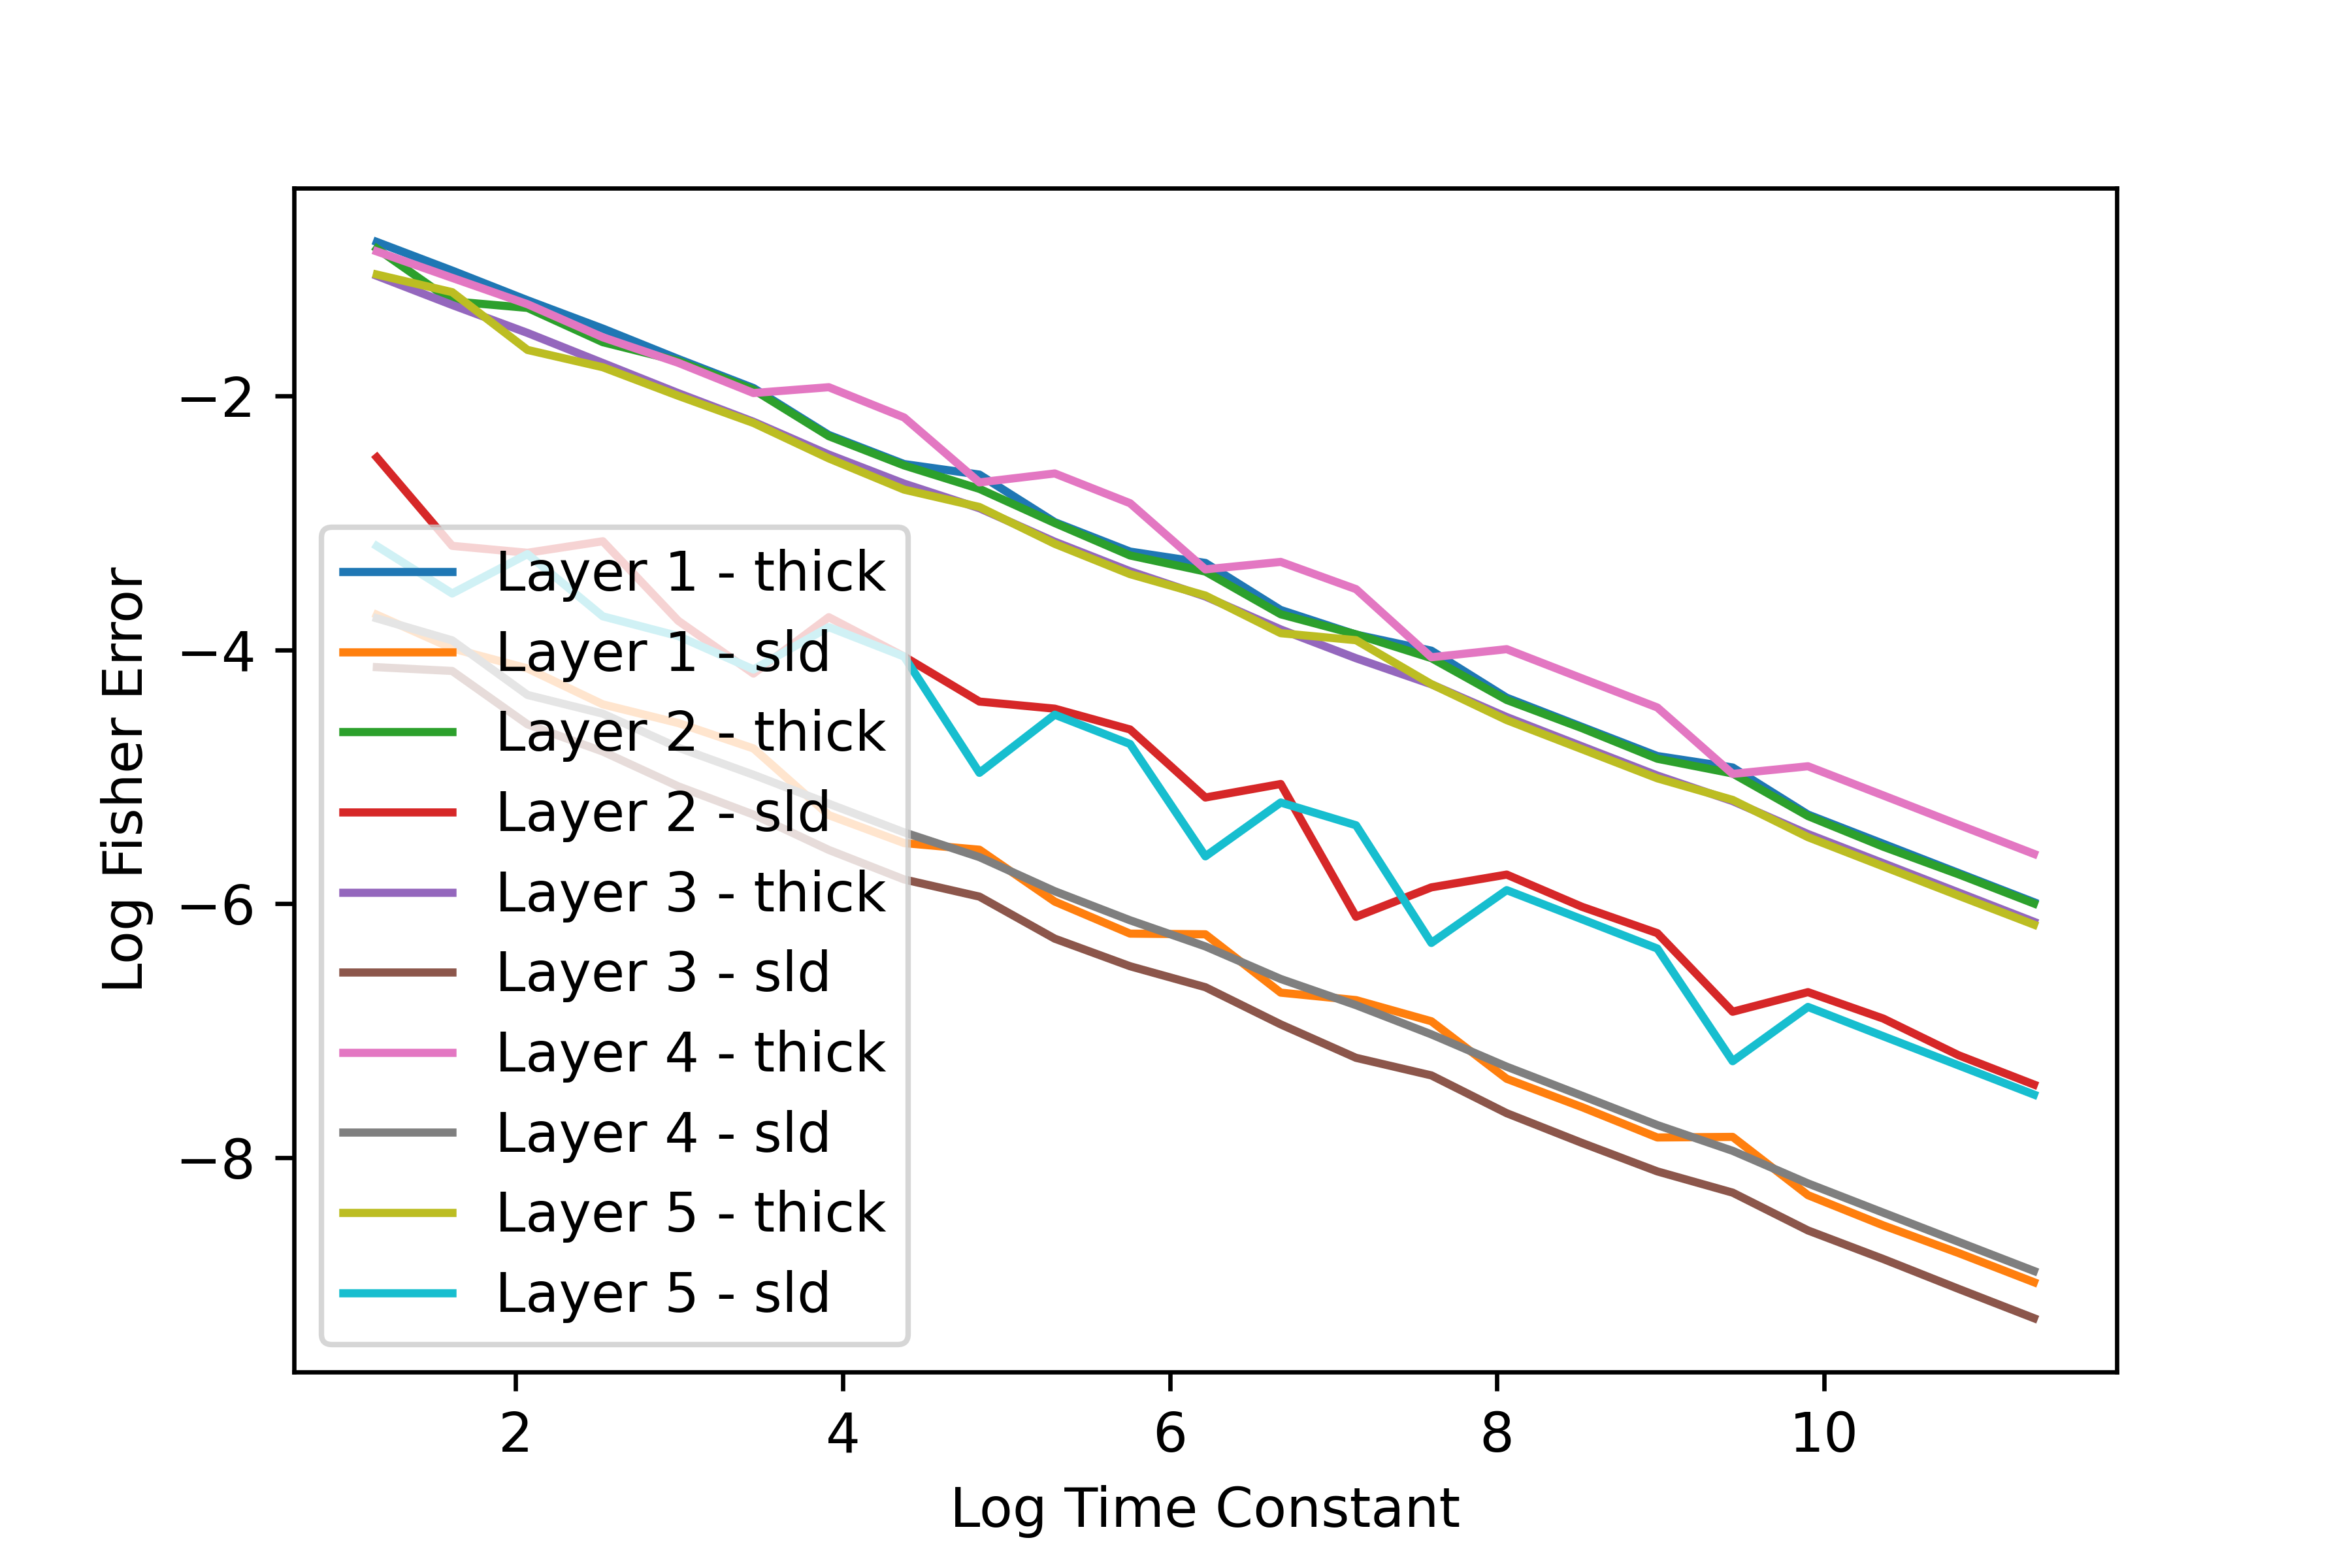 Log Fisher Error
−2
−4
−6
−8
Layer 1 - thick
Layer 1 - sld
Layer 2 - thick
Layer 2 - sld
Layer 3 - thick
Layer 3 - sld
Layer 4 - thick
Layer 4 - sld
Layer 5 - thick
Layer 5 - sld
2 4 6 8 10
Log Time Constant